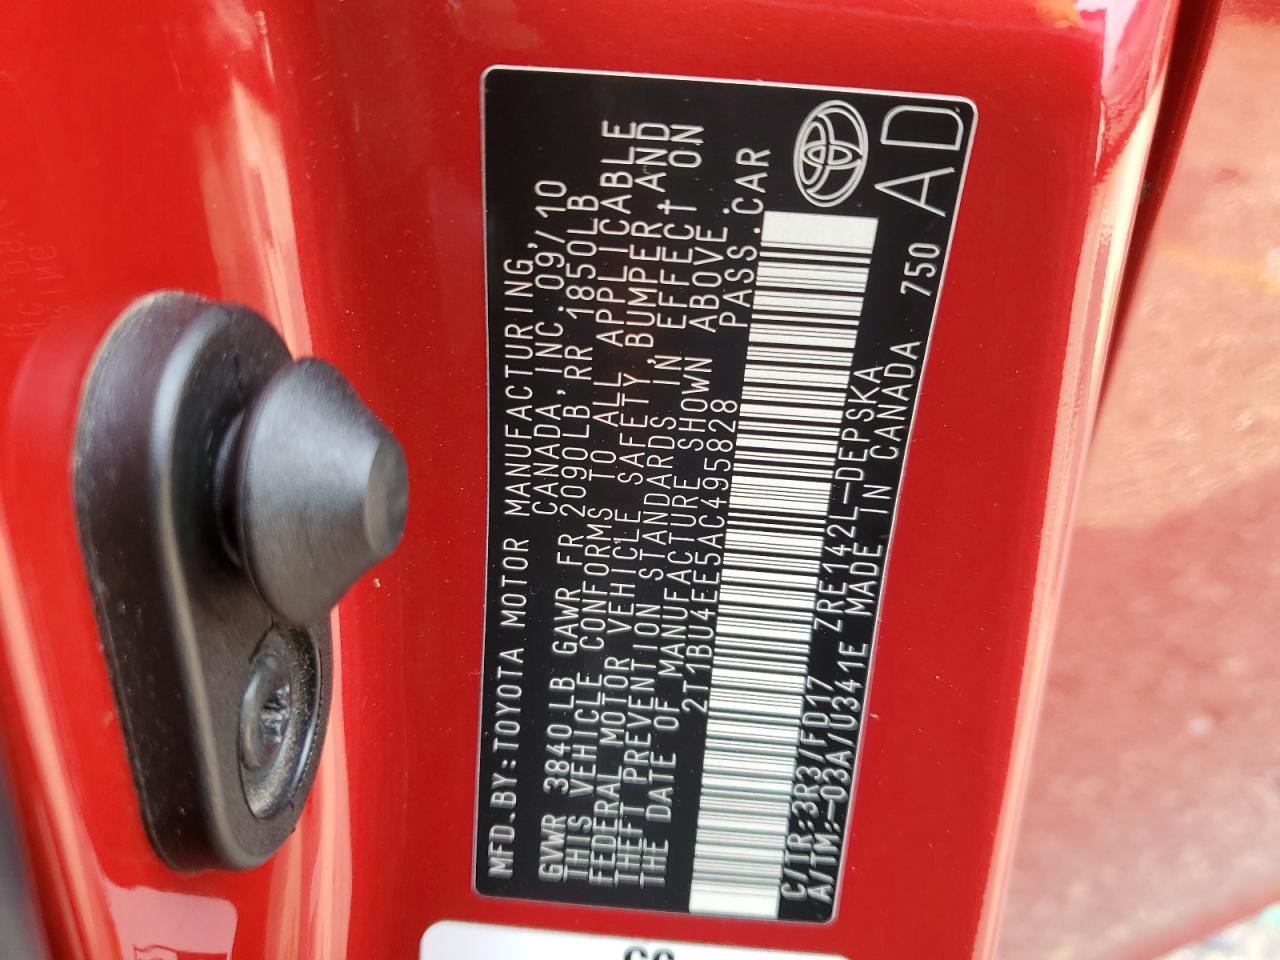 MFD.BY:TOYOTA MOTOR MANUFACTURING,
CANADA,INC. 09/10
GVWR 3840LB GAWR FR 2090LB,RR 1850LB
THIS VEHICLE CONFORMS TO ALL APPLICABLE
FEDERAL MOTOR VEHICLE SAFETY,BUMPER,AND
THEFT PREVENTION STANDARDS IN EFFECT ON
THE DATE OF MANUFACTURE SHOWN ABOVE.
2T1BU4EE5AC495828 PASS.CAR
C/TR:3R3/FD17 ZRE142L-DEPSKA 750
A/TM:-03A/U341E MADE IN CANADA
AD